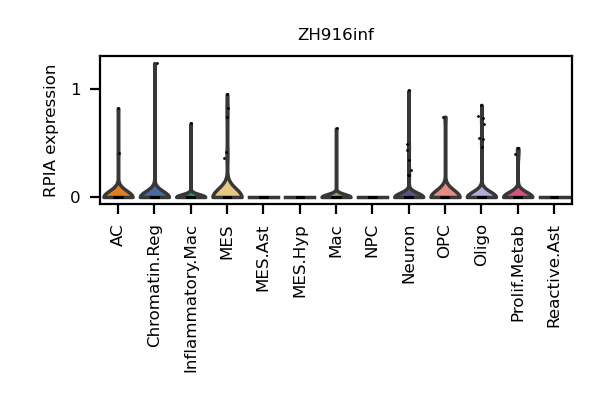 ZH916inf
RPIA expression
1
0
AC
Chromatin.Reg
Inflammatory.Mac
MES
MES.Ast
MES.Hyp
Mac
NPC
Neuron
OPC
Oligo
Prolif.Metab
Reactive.Ast